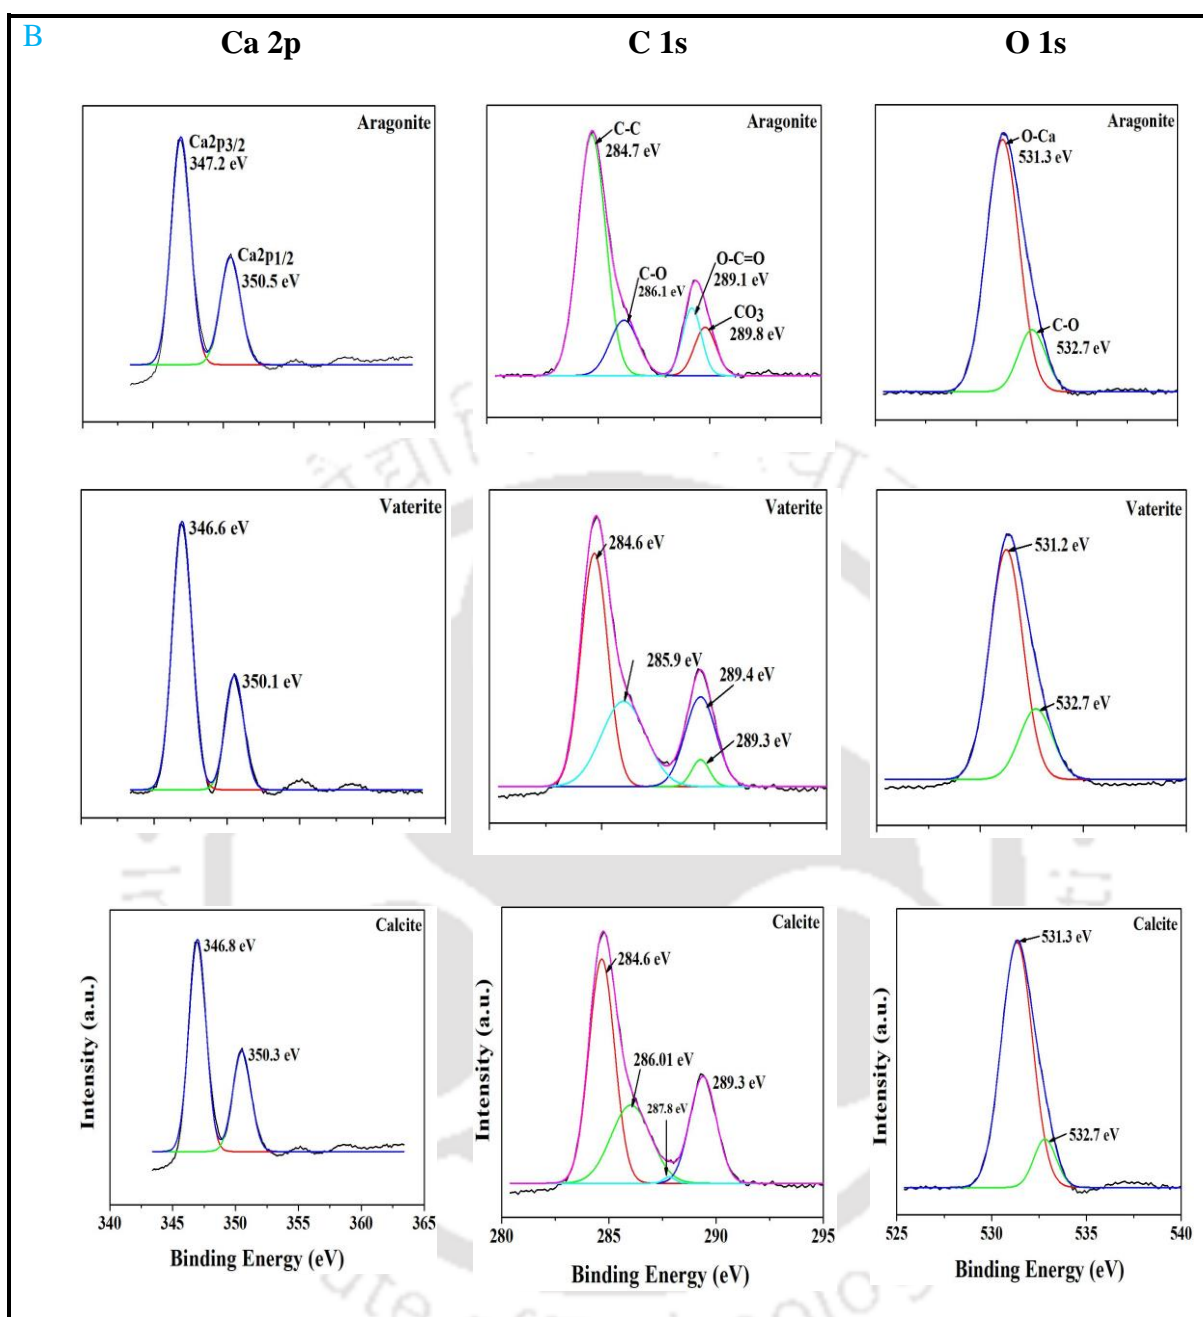 B
Ca 2p
C 1s
O 1s
Aragonite
Ca2p3/2
347.2 eV
Ca2p1/2
350.5 eV
Aragonite
C-C
284.7 eV
C-O
286.1 eV
O-C=O
289.1 eV
CO3
289.8 eV
Aragonite
O-Ca
531.3 eV
C-O
532.7 eV
Vaterite
346.6 eV
350.1 eV
Vaterite
284.6 eV
285.9 eV
289.4 eV
289.3 eV
Vaterite
531.2 eV
532.7 eV
Calcite
346.8 eV
350.3 eV
Intensity (a.u.)
340 345 350 355 360 365
Binding Energy (eV)
Calcite
284.6 eV
286.01 eV
287.8 eV
289.3 eV
Intensity (a.u.)
280 285 290 295
Binding Energy (eV)
Calcite
531.3 eV
532.7 eV
Intensity (a.u.)
525 530 535 540
Binding Energy (eV)